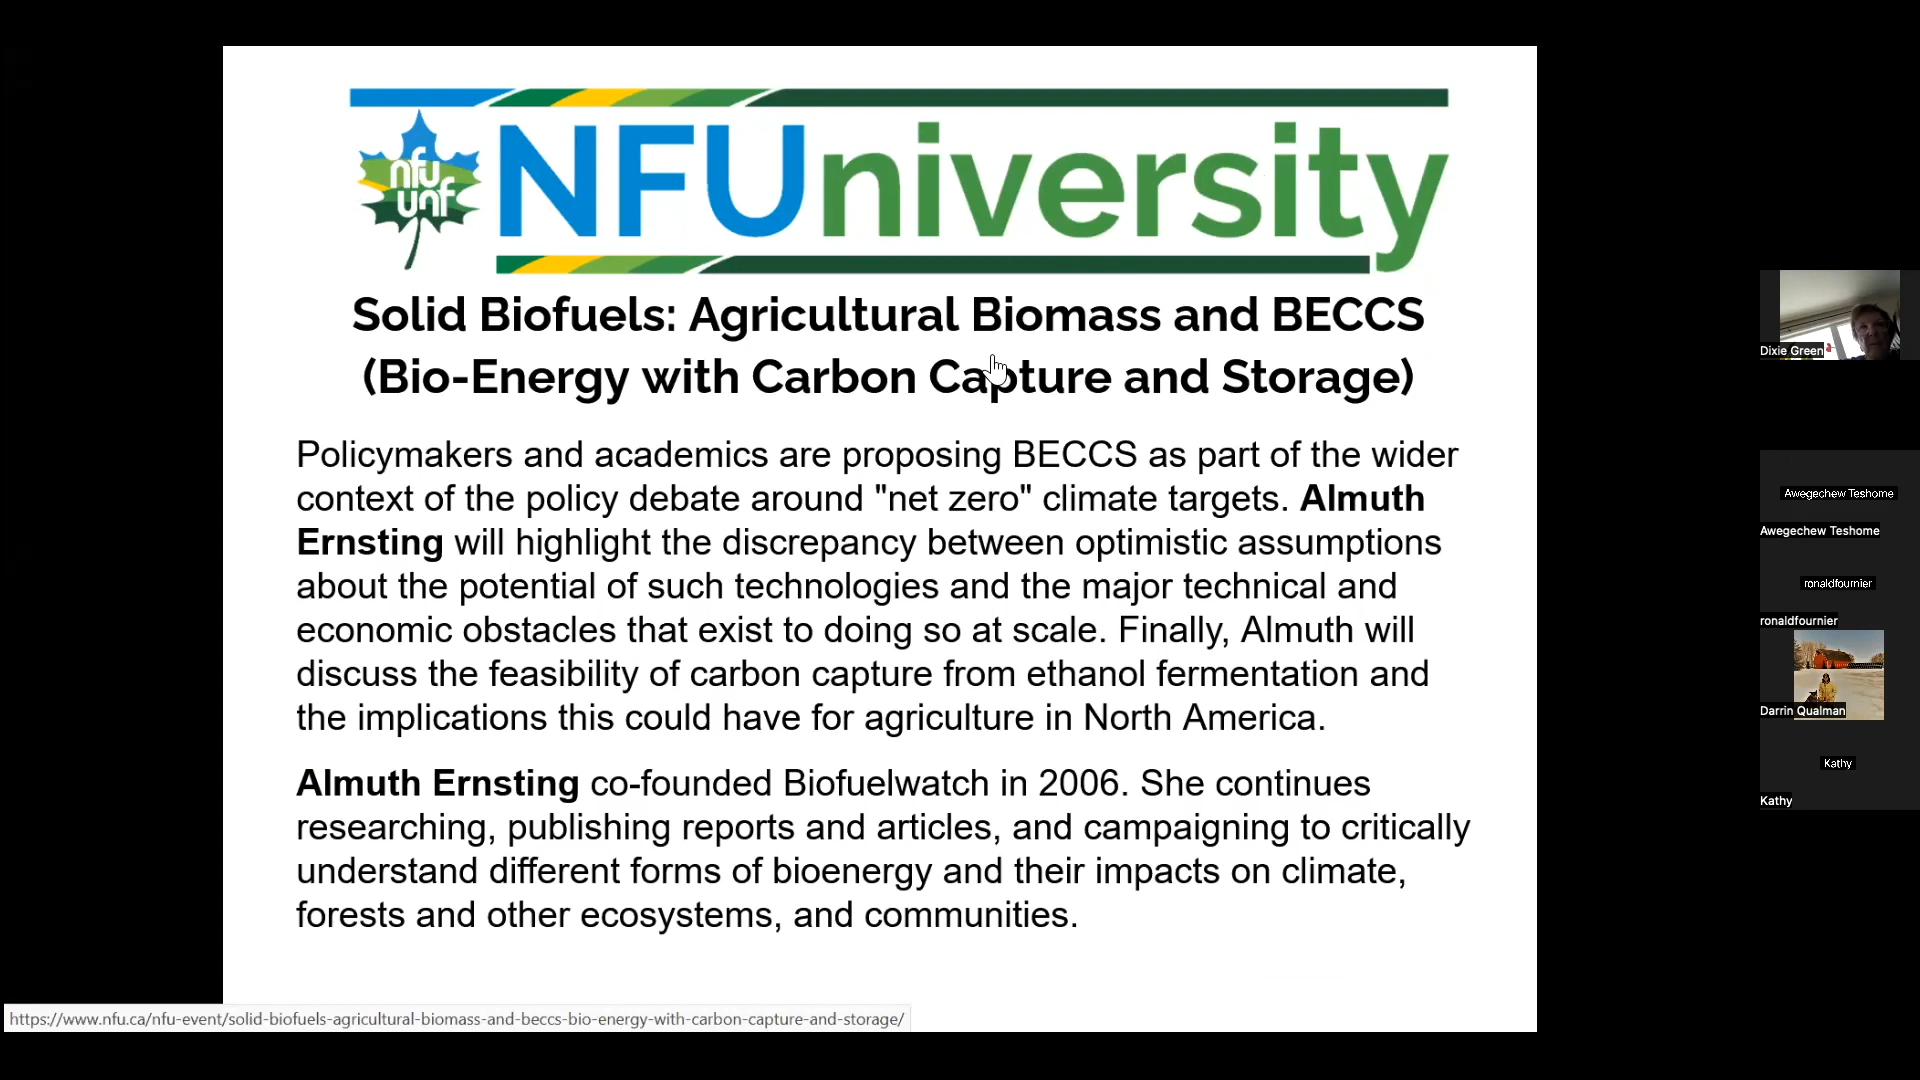 nfu
unf
NFUniversity
Solid Biofuels: Agricultural Biomass and BECCS
(Bio-Energy with Carbon Capture and Storage)
Policymakers and academics are proposing BECCS as part of the wider
context of the policy debate around "net zero" climate targets. Almuth
Ernsting will highlight the discrepancy between optimistic assumptions
about the potential of such technologies and the major technical and
economic obstacles that exist to doing so at scale. Finally, Almuth will
discuss the feasibility of carbon capture from ethanol fermentation and
the implications this could have for agriculture in North America.
Almuth Ernsting co-founded Biofuelwatch in 2006. She continues
researching, publishing reports and articles, and campaigning to critically
understand different forms of bioenergy and their impacts on climate,
forests and other ecosystems, and communities.
https://www.nfu.ca/nfu-event/solid-biofuels-agricultural-biomass-and-beccs-bio-energy-with-carbon-capture-and-storage/
Dixie Green
Awegechew Teshome
Awegechew Teshome
ronaldfournier
ronaldfournier
Darrin Qualman
Kathy
Kathy